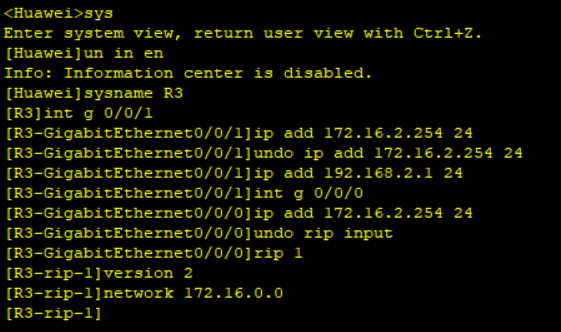 <Huawei>sys
Enter system view, return user view with Ctrl+Z.
[Huawei]un in en
Info: Information center is disabled.
[Huawei]sysname R3
[R3]int g 0/0/1
[R3-GigabitEthernet0/0/1]ip add 172.16.2.254 24
[R3-GigabitEthernet0/0/1]undo ip add 172.16.2.254 24
[R3-GigabitEthernet0/0/1]ip add 192.168.2.1 24
[R3-GigabitEthernet0/0/1]int g 0/0/0
[R3-GigabitEthernet0/0/0]ip add 172.16.2.254 24
[R3-GigabitEthernet0/0/0]undo rip input
[R3-GigabitEthernet0/0/0]rip 1
[R3-rip-1]version 2
[R3-rip-1]network 172.16.0.0
[R3-rip-1]